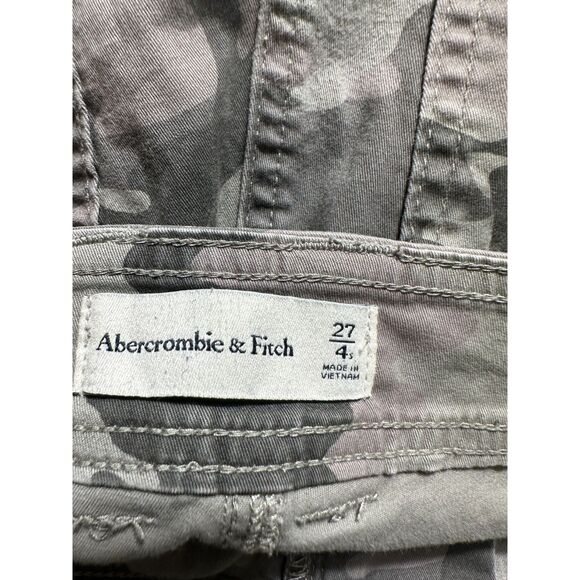 Abercrombie & Fitch
27
4s
MADE IN
VIETNAM